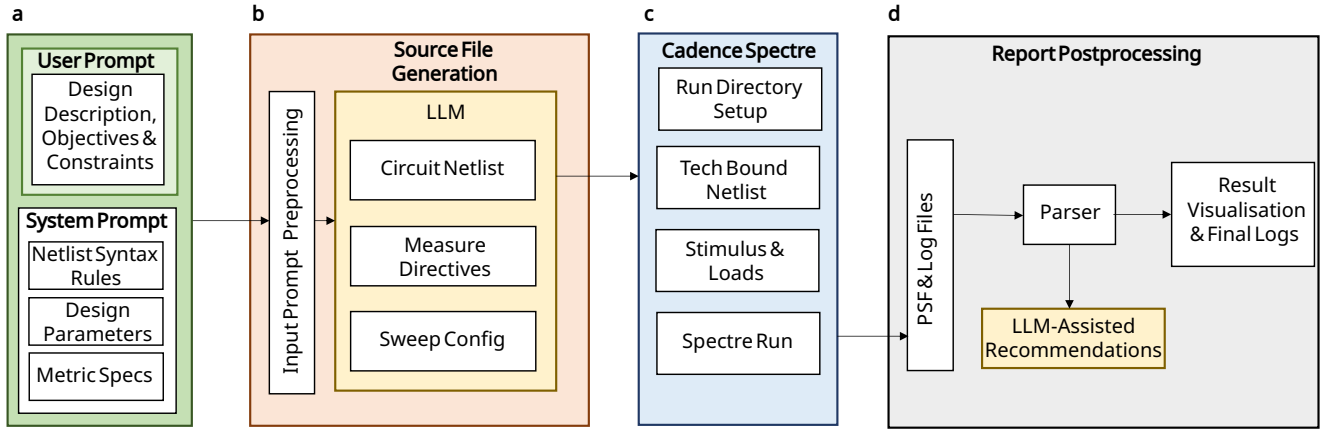 a
User Prompt
Design
Description,
Objectives &
Constraints
System Prompt
Netlist Syntax
Rules
Design
Parameters
Metric Specs
b
Source File
Generation
Input Prompt Preprocessing
LLM
Circuit Netlist
Measure
Directives
Sweep Config
c
Cadence Spectre
Run Directory
Setup
Tech Bound
Netlist
Stimulus &
Loads
Spectre Run
d
Report Postprocessing
PSF & Log Files
Parser
Result
Visualisation
& Final Logs
LLM-Assisted
Recommendations